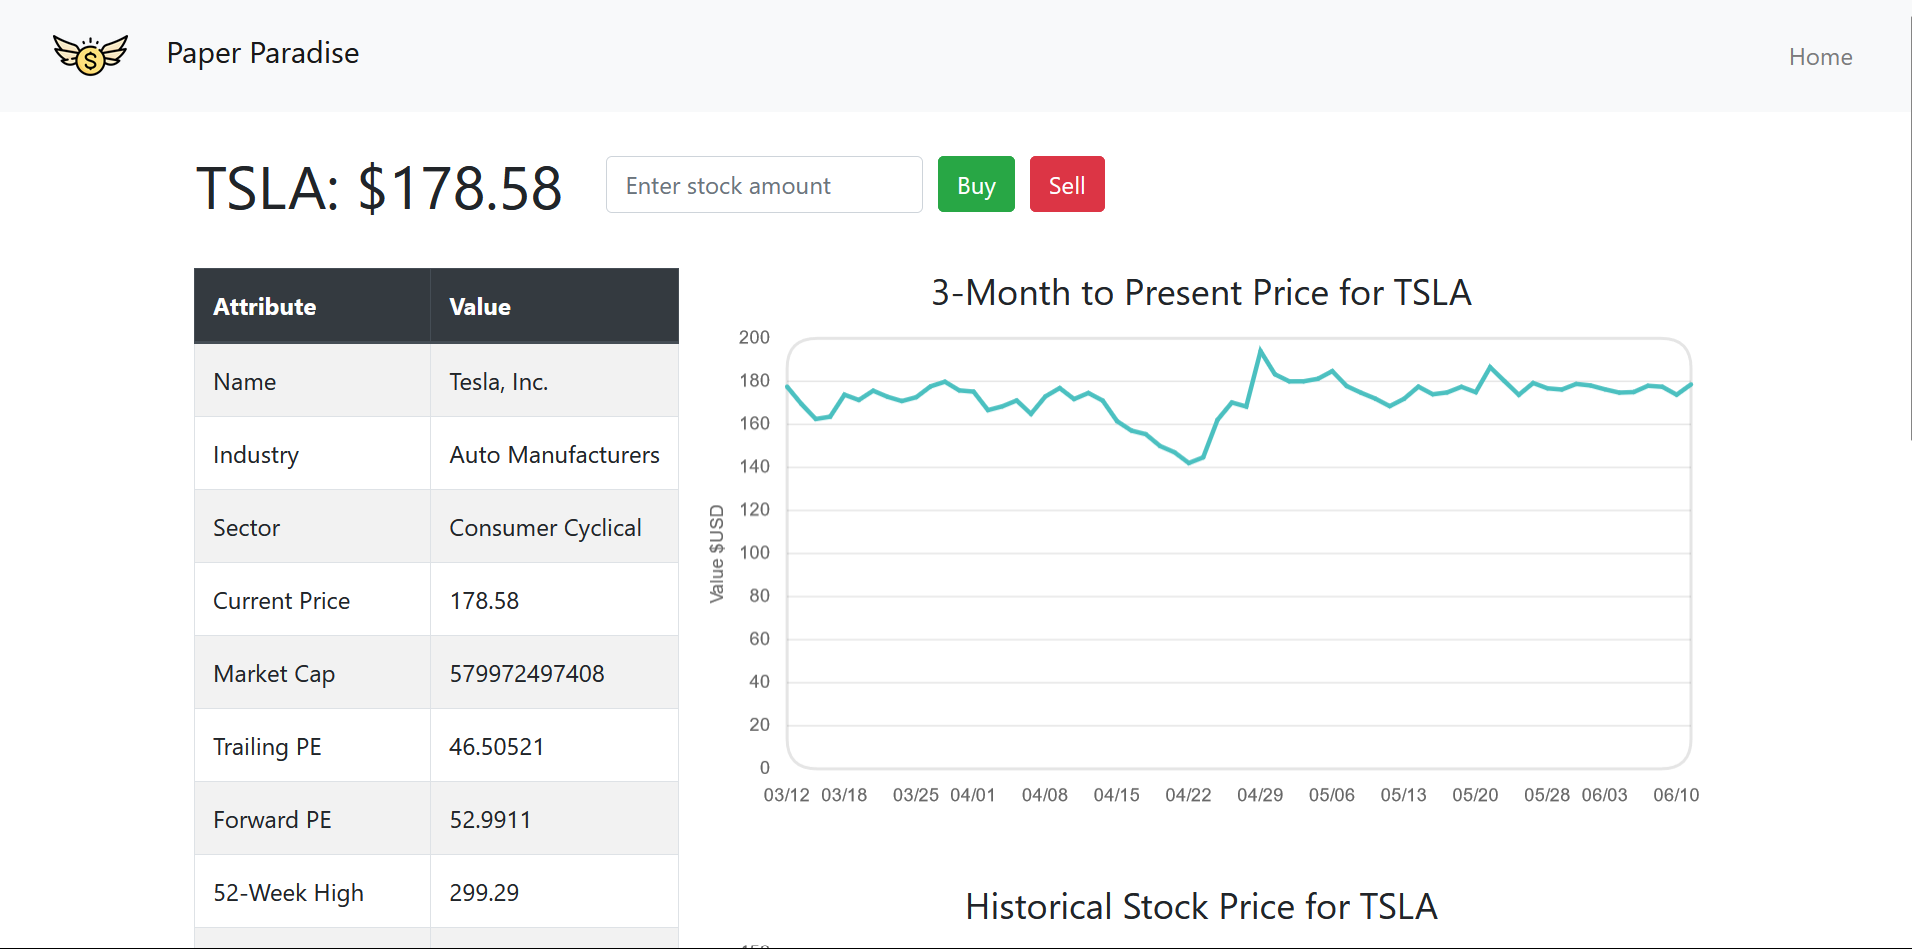 $
Paper Paradise
Home
TSLA: $178.58
Enter stock amount
Buy
Sell
Attribute Value
Name Tesla, Inc.
Industry Auto Manufacturers
Sector Consumer Cyclical
Current Price 178.58
Market Cap 579972497408
Trailing PE 46.50521
Forward PE 52.9911
52-Week High 299.29
3-Month to Present Price for TSLA
Value $USD
200
180
160
140
120
100
80
60
40
20
0
03/12 03/18 03/25 04/01 04/08 04/15 04/22 04/29 05/06 05/13 05/20 05/28 06/03 06/10
Historical Stock Price for TSLA